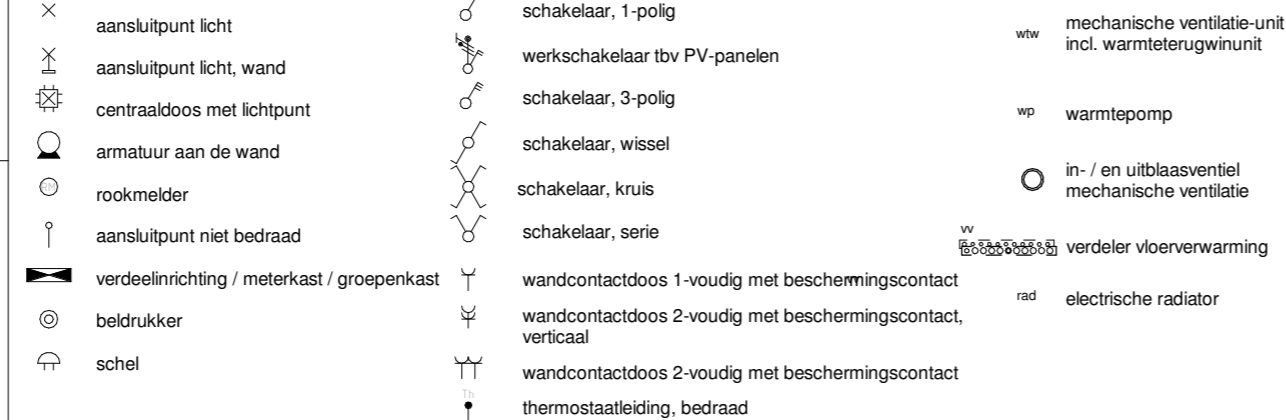 aansluitpunt licht
aansluitpunt licht, wand
centraaldoos met lichtpunt
armatuur aan de wand
RM
rookmelder
aansluitpunt niet bedraad
verdeelinrichting / meterkast / groepenkast
beldrukker
schel
schakelaar, 1-polig
werkschakelaar tbv PV-panelen
schakelaar, 3-polig
schakelaar, wissel
schakelaar, kruis
schakelaar, serie
wandcontactdoos 1-voudig met beschermingscontact
wandcontactdoos 2-voudig met beschermingscontact,
verticaal
wandcontactdoos 2-voudig met beschermingscontact
Th
thermostaatleiding, bedraad
wtw
mechanische ventilatie-unit
incl. warmteterugwinunit
wp
warmtepomp
in- / en uitblaasventiel
mechanische ventilatie
vv
verdeler vloerverwarming
rad
electrische radiator